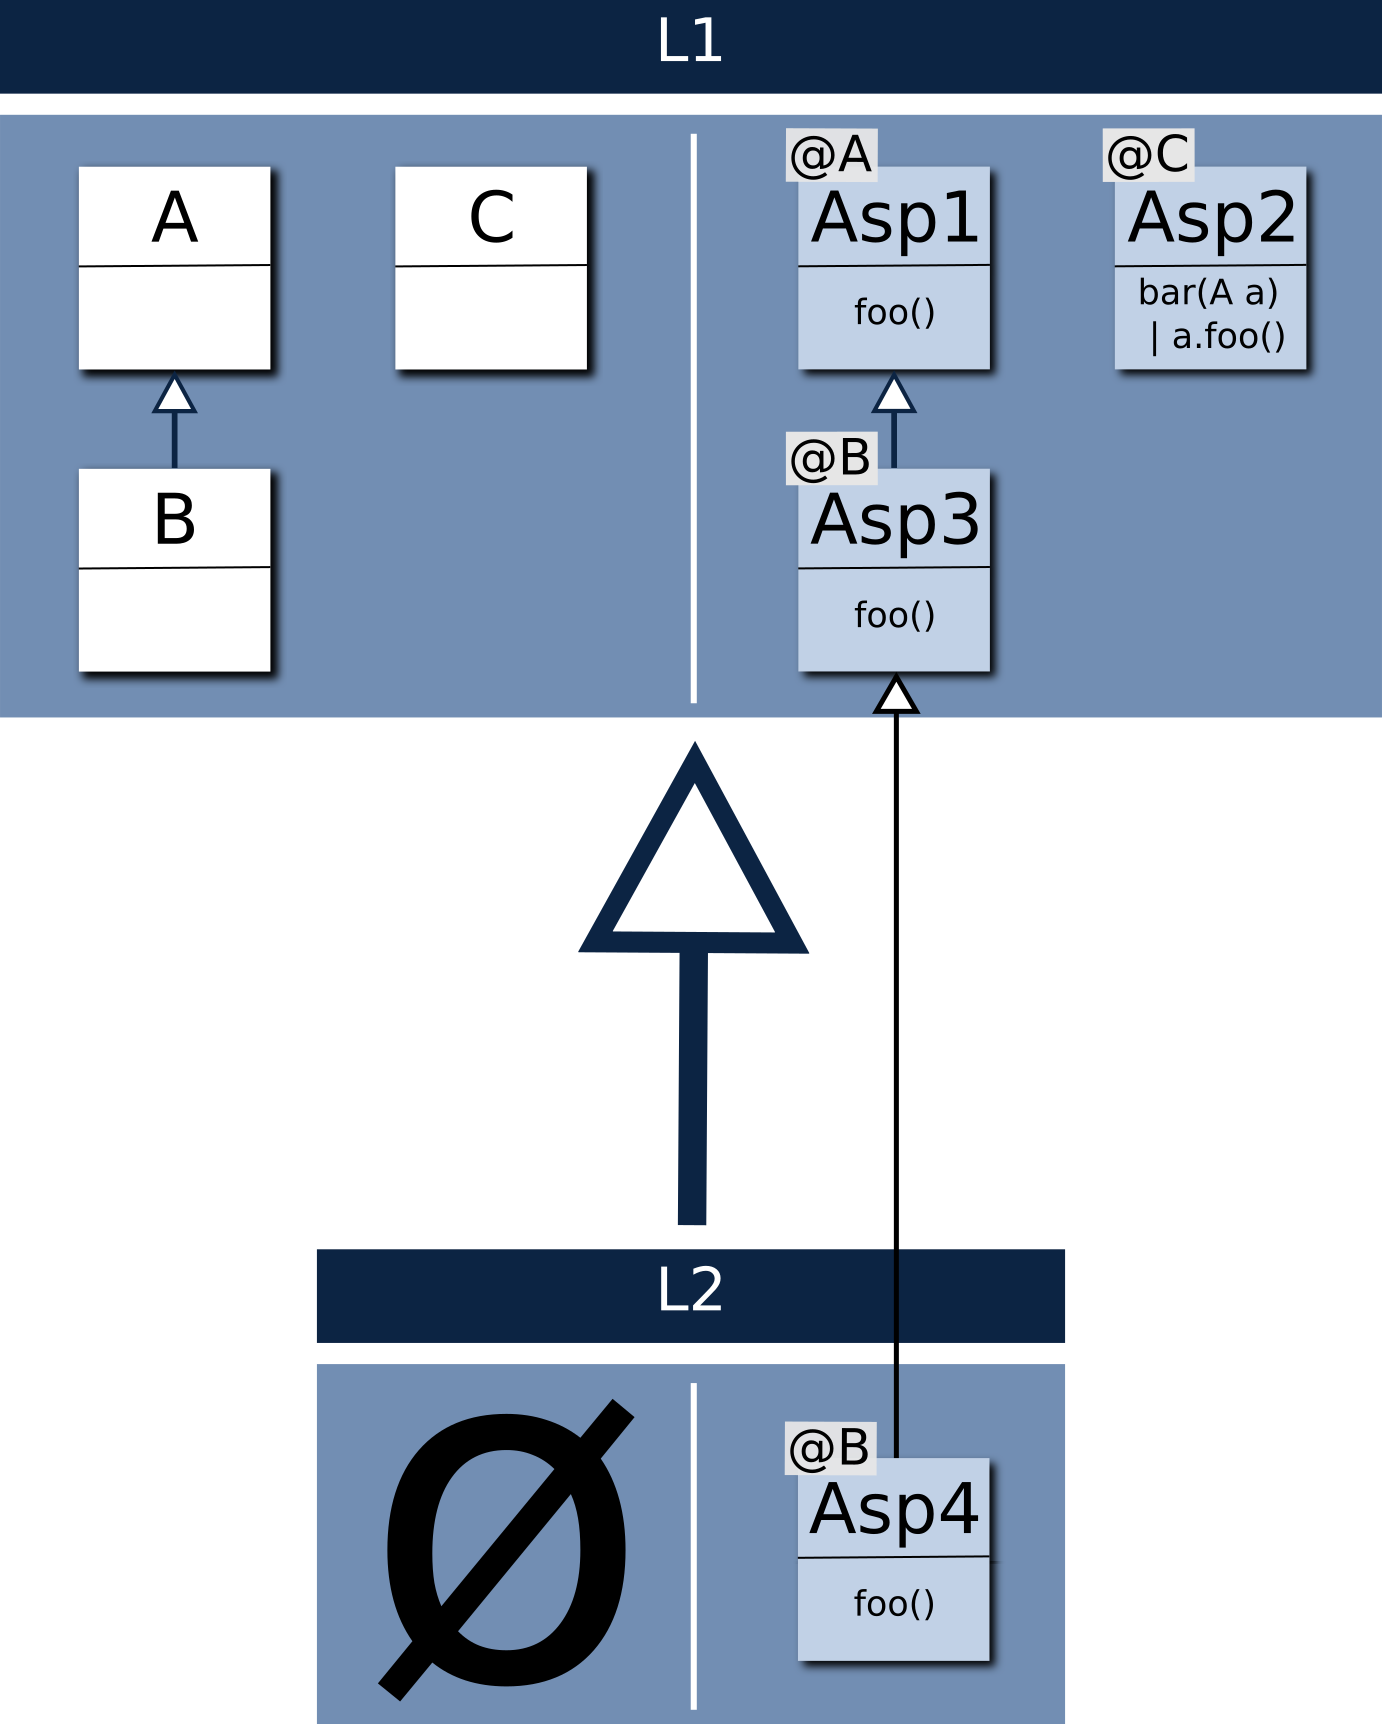 L1
A
C
@A
Asp1
foo()
@C
Asp2
bar(A a)
| a.foo()
B
@B
Asp3
foo()
L2
Ø
@B
Asp4
foo()